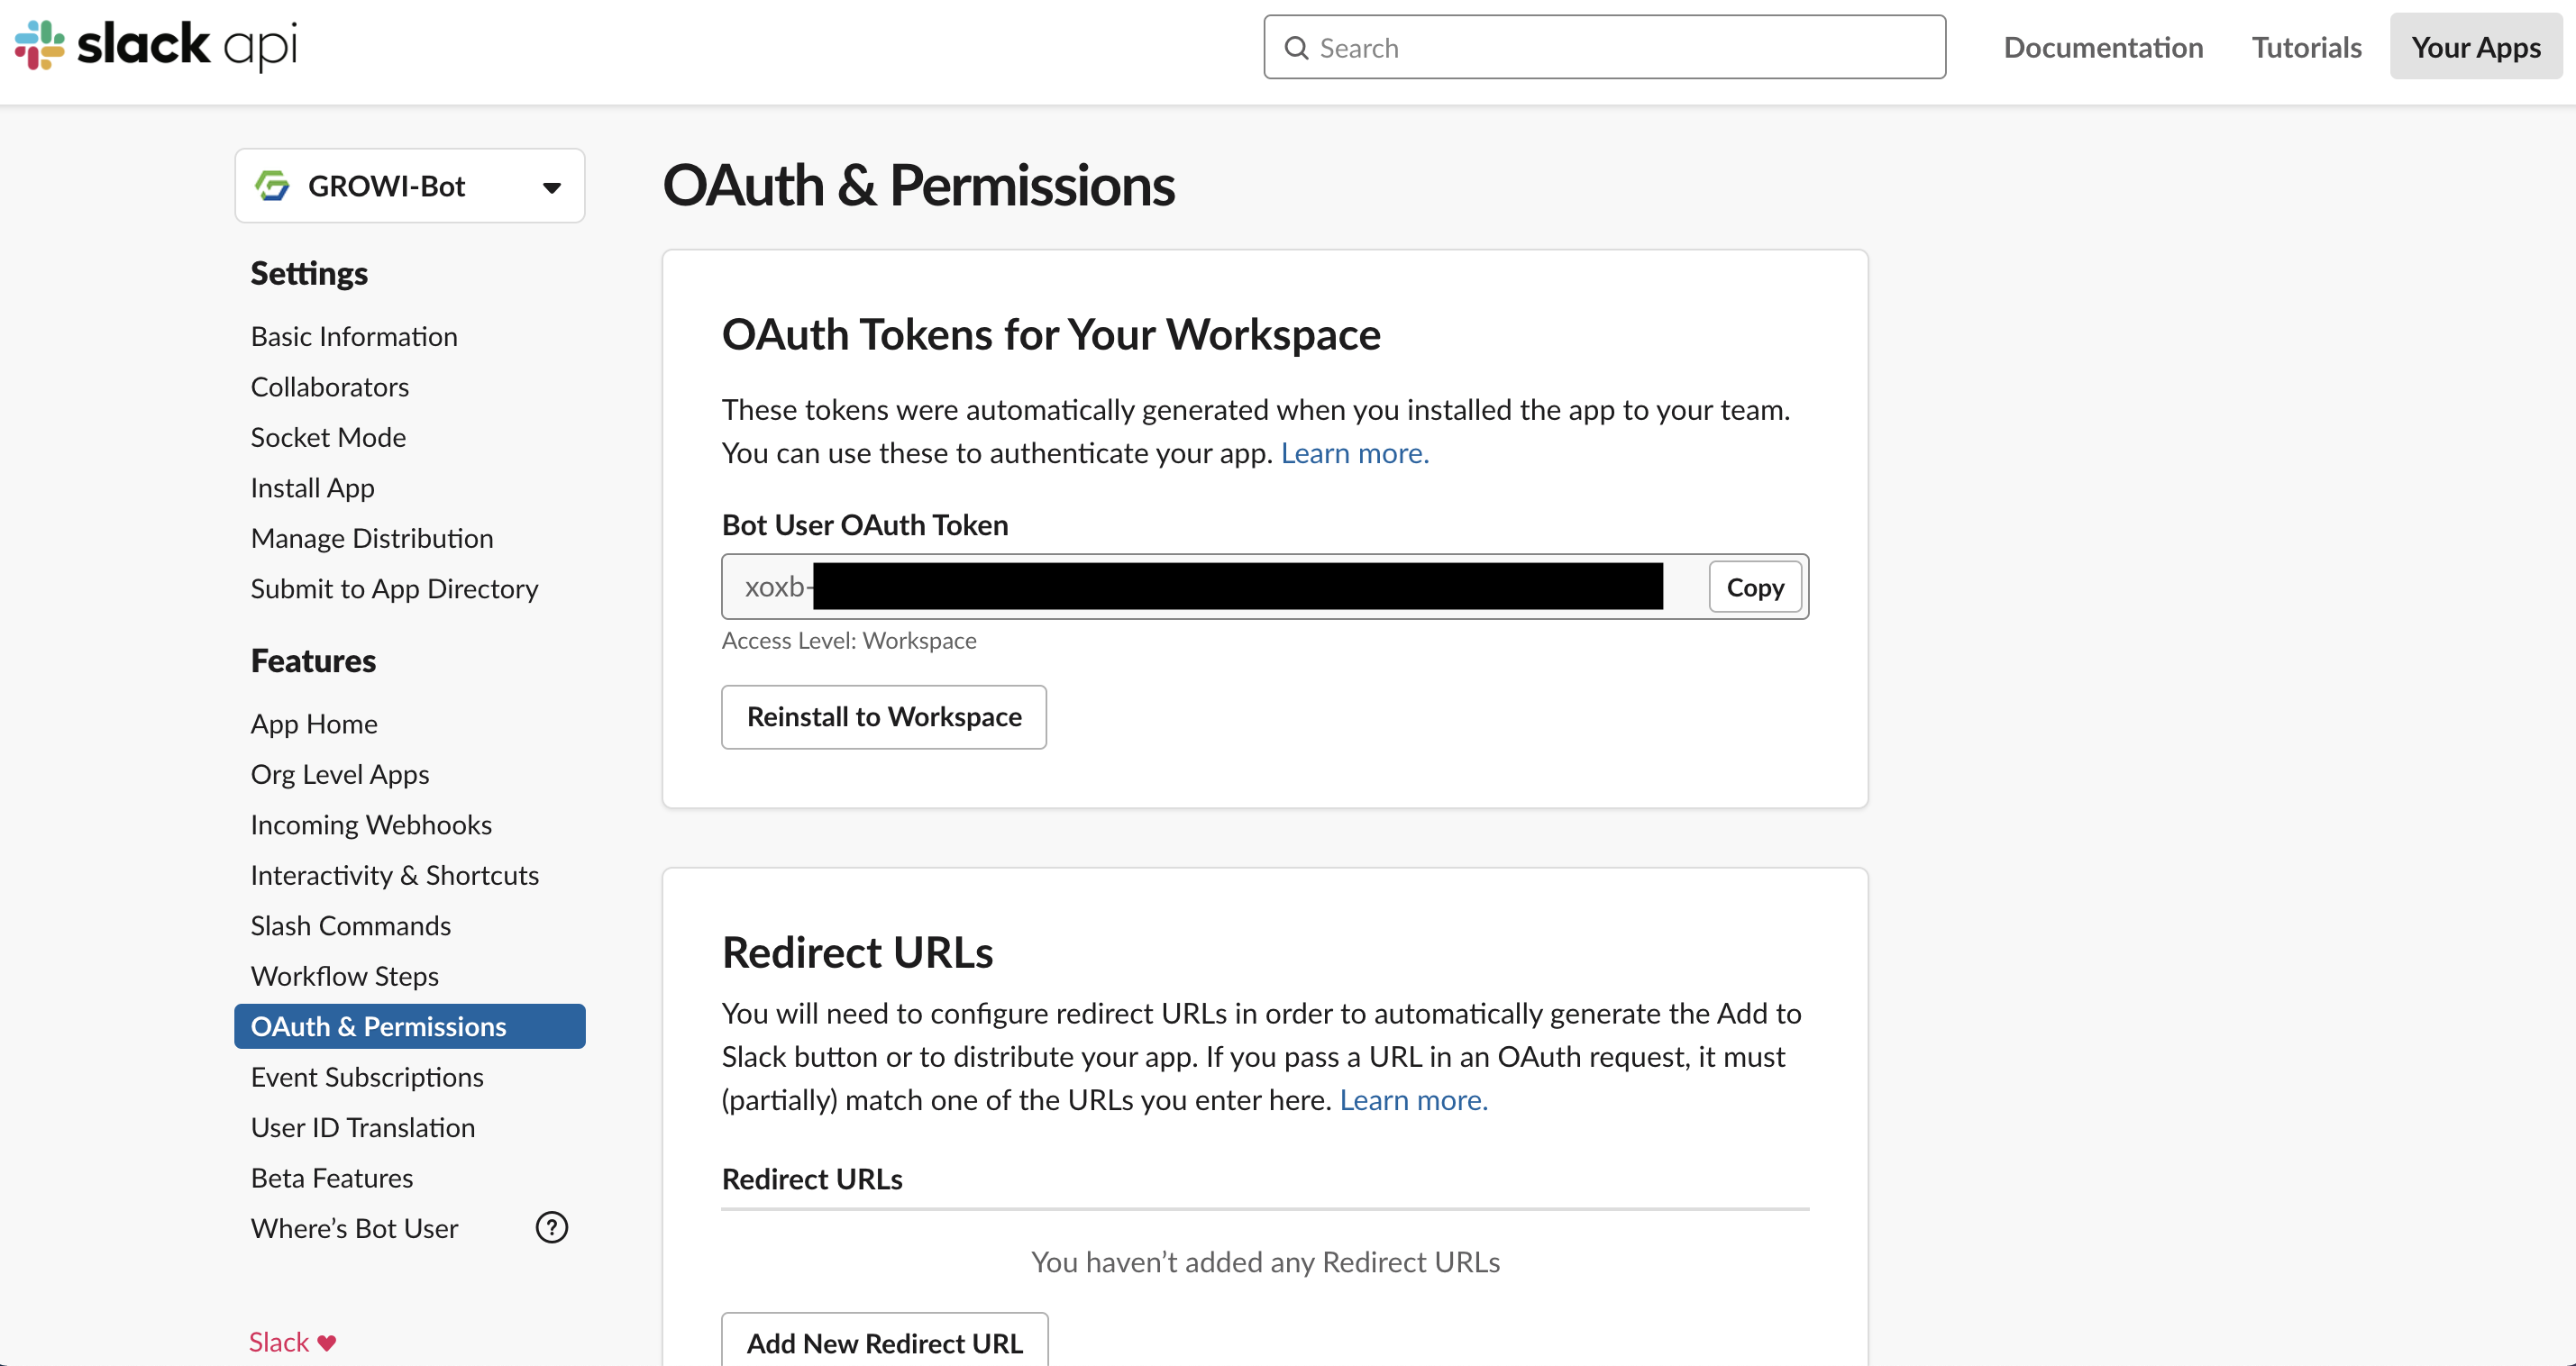 slack api
Search
Documentation
Tutorials
Your Apps
GROWI-Bot
Settings
Basic Information
Collaborators
Socket Mode
Install App
Manage Distribution
Submit to App Directory
Features
App Home
Org Level Apps
Incoming Webhooks
Interactivity & Shortcuts
Slash Commands
Workflow Steps
OAuth & Permissions
Event Subscriptions
User ID Translation
Beta Features
Where’s Bot User
?
Slack ♥
OAuth & Permissions
OAuth Tokens for Your Workspace
These tokens were automatically generated when you installed the app to your team.
You can use these to authenticate your app. Learn more.
Bot User OAuth Token
xoxb-
Copy
Access Level: Workspace
Reinstall to Workspace
Redirect URLs
You will need to configure redirect URLs in order to automatically generate the Add to
Slack button or to distribute your app. If you pass a URL in an OAuth request, it must
(partially) match one of the URLs you enter here. Learn more.
Redirect URLs
You haven’t added any Redirect URLs
Add New Redirect URL